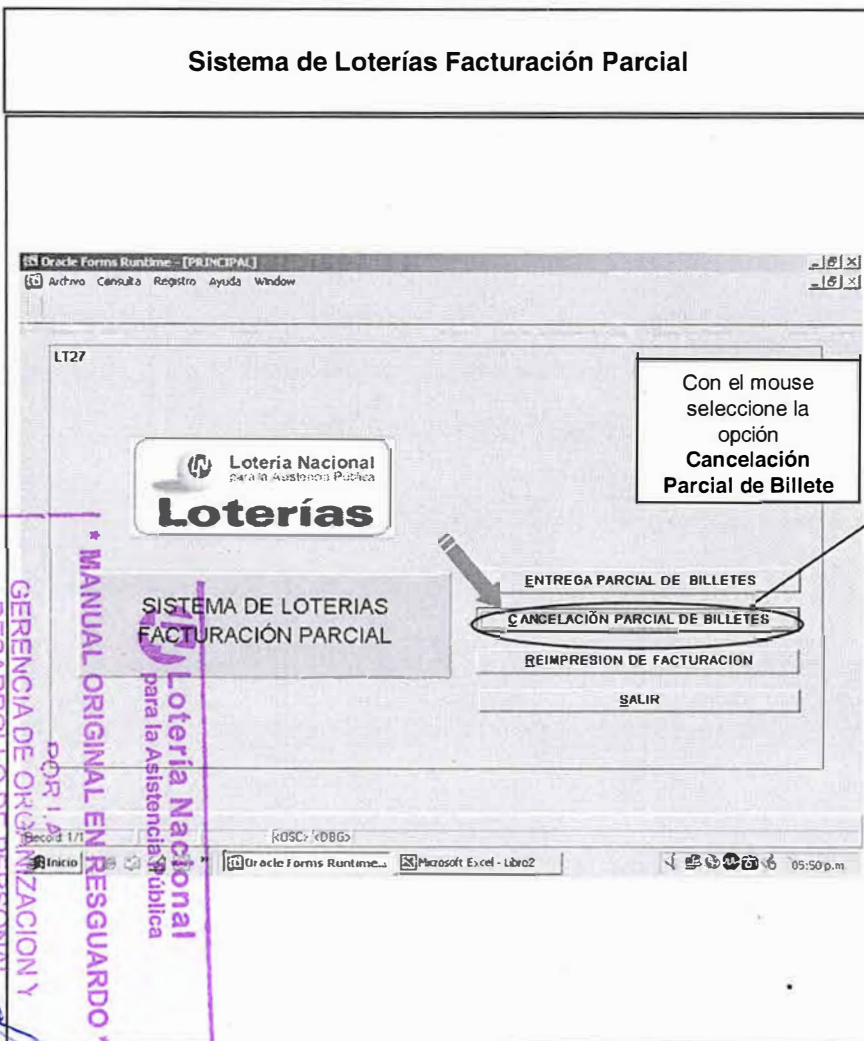 Sistema de Loterías Facturación Parcial
Oracle Forms Runtime - [PRINCIPAL]
Archivo Consulta Registro Ayuda Window
LT27
Con el mouse
seleccione la
opción
Cancelación
Parcial de Billete
Lotería Nacional
para la Asistencia Pública
Loterías
SISTEMA DE LOTERIAS
FACTURACIÓN PARCIAL
ENTREGA PARCIAL DE BILLETES
CANCELACIÓN PARCIAL DE BILLETES
REIMPRESION DE FACTURACION
SALIR
Record 1/1 <OSC> <DBG>
Inicio Oracle Forms Runtime... Microsoft Excel - Libro2 05:50 p.m.
Lotería Nacional
para la Asistencia Pública
* MANUAL ORIGINAL EN RESGUARDO *
POR LA
GERENCIA DE ORGANIZACION Y
DESARROLLO DE PERSONAL